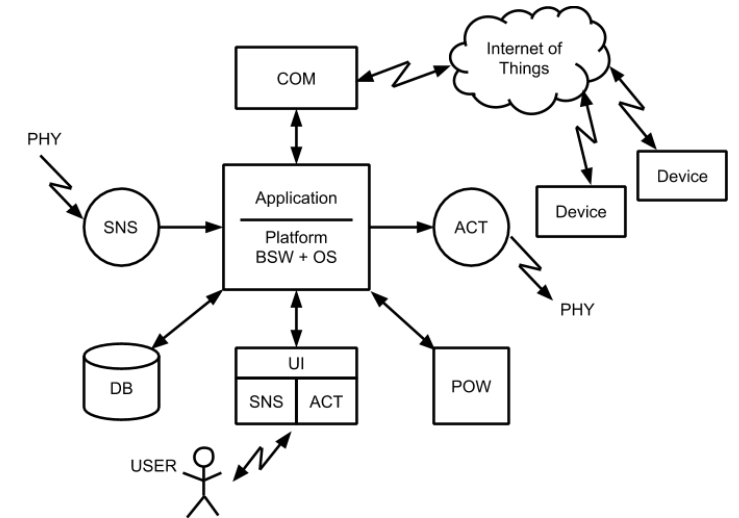 COM
Internet of
Things
PHY
Device
Device
SNS
Application
Platform
BSW + OS
ACT
PHY
DB
UI
SNS ACT
POW
USER